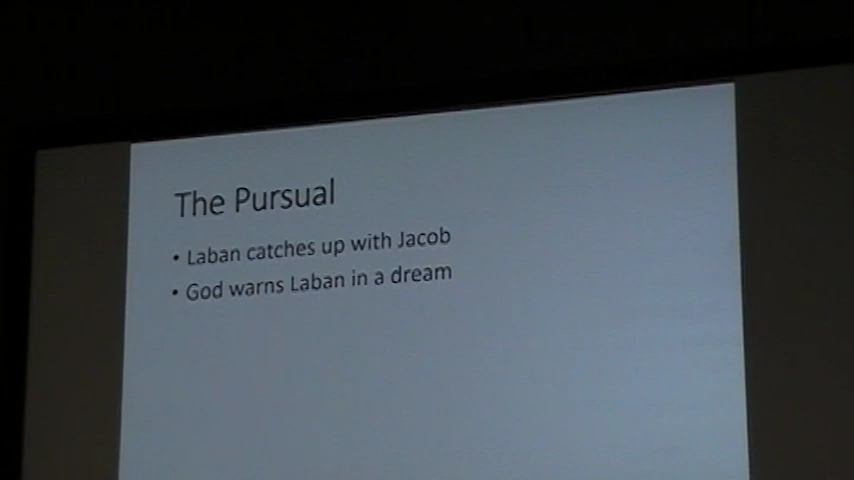 The Pursual
• Laban catches up with Jacob
• God warns Laban in a dream